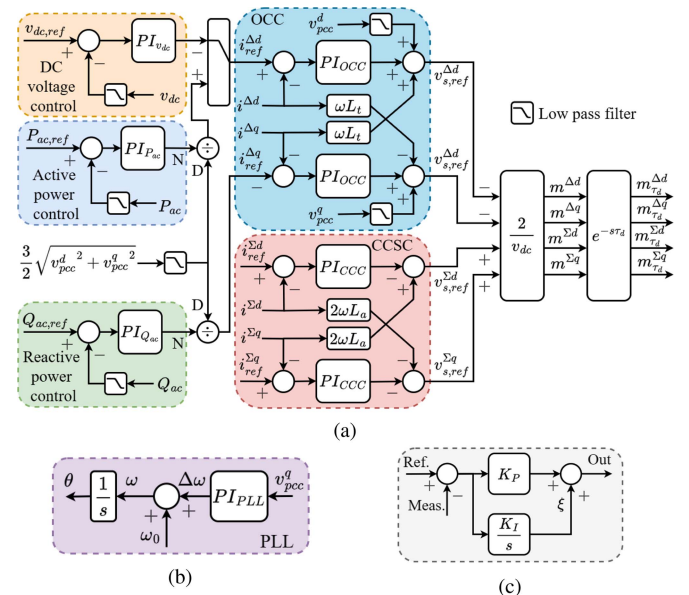 OCC
v_{dc,ref}
+
−
PI_{v_{dc}}
−
+
DC
voltage
control
v_{dc}
P_{ac,ref}
+
−
PI_{P_{ac}}
N
÷
D
Active
power
control
P_{ac}
\frac{3}{2}\sqrt{{v_{pcc}^{d}}^{2}+{v_{pcc}^{q}}^{2}}
D
Q_{ac,ref}
+
−
PI_{Q_{ac}}
N
÷
Reactive
power
control
Q_{ac}
v_{pcc}^{d}
i_{ref}^{Δd}
+
−
PI_{OCC}
+
+
−
v_{s,ref}^{Δd}
i^{Δd}
ωL_t
i^{Δq}
ωL_t
i_{ref}^{Δq}
−
−
PI_{OCC}
−
+
+
v_{s,ref}^{Δd}
v_{pcc}^{q}
CCSC
i_{ref}^{Σd}
+
−
PI_{CCC}
−
−
v_{s,ref}^{Σd}
i^{Σd}
2ωL_a
i^{Σq}
2ωL_a
i_{ref}^{Σq}
+
−
PI_{CCC}
−
−
v_{s,ref}^{Σq}
Low pass filter
−
−
+
+
\frac{2}{v_{dc}}
m^{Δd}
m^{Δq}
m^{Σd}
m^{Σq}
e^{-sτ_d}
m_{τ_d}^{Δd}
m_{τ_d}^{Δq}
m_{τ_d}^{Σd}
m_{τ_d}^{Σq}
(a)
θ
\frac{1}{s}
ω
+
+
Δω
PI_{PLL}
v_{pcc}^{q}
ω_0
PLL
(b)
Ref.
+
−
Meas.
K_P
\frac{K_I}{s}
+
+
ξ
Out
(c)